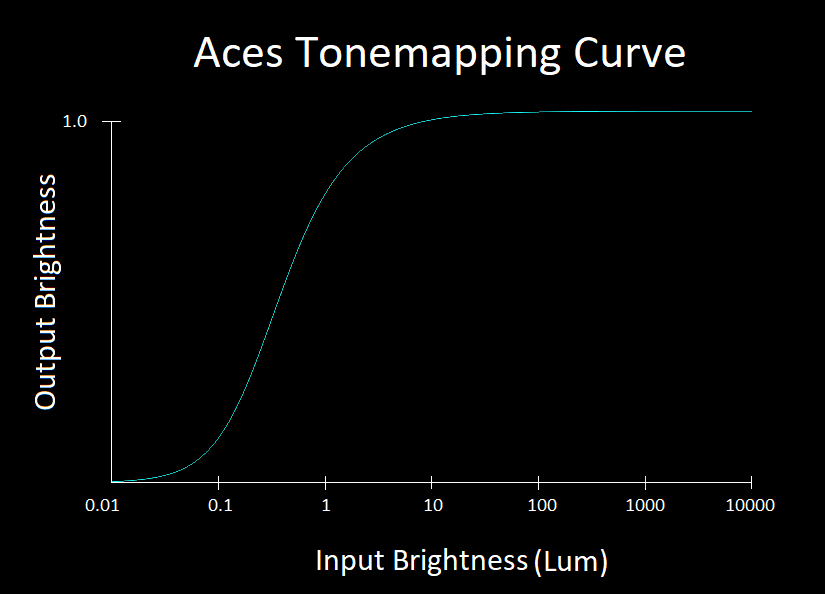 Aces Tonemapping Curve
1.0
Output Brightness
0.01 0.1 1 10 100 1000 10000
Input Brightness (Lum)